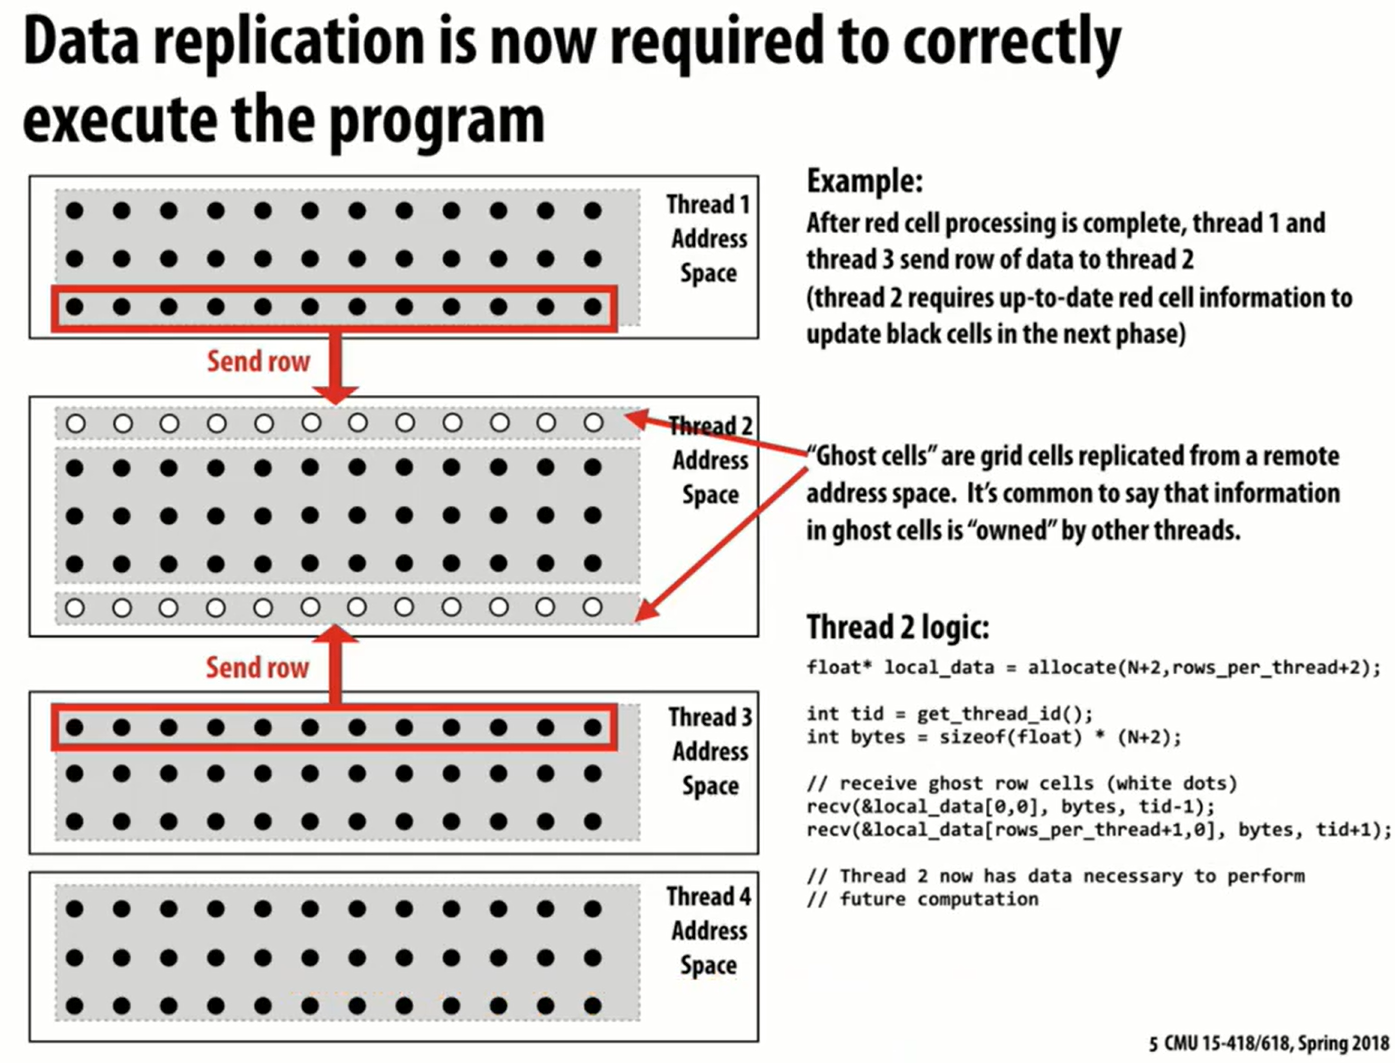 Data replication is now required to correctly
execute the program
Thread 1
Address
Space
Send row
Thread 2
Address
Space
Send row
Thread 3
Address
Space
Thread 4
Address
Space
Example:
After red cell processing is complete, thread 1 and
thread 3 send row of data to thread 2
(thread 2 requires up-to-date red cell information to
update black cells in the next phase)
“Ghost cells” are grid cells replicated from a remote
address space.  It’s common to say that information
in ghost cells is “owned” by other threads.
Thread 2 logic:
float* local_data = allocate(N+2,rows_per_thread+2);
int tid = get_thread_id();
int bytes = sizeof(float) * (N+2);
// receive ghost row cells (white dots)
recv(&local_data[0,0], bytes, tid-1);
recv(&local_data[rows_per_thread+1,0], bytes, tid+1);
// Thread 2 now has data necessary to perform
// future computation
5 CMU 15-418/618, Spring 2018